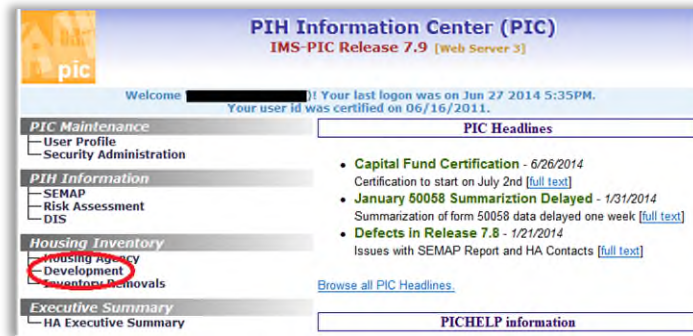 PIH Information Center (PIC)
IMS-PIC Release 7.9 [Web Server 3]
pic
Welcome )! Your last logon was on Jun 27 2014 5:35PM.
Your user id was certified on 06/16/2011.
PIC Maintenance
User Profile
Security Administration
PIH Information
SEMAP
Risk Assessment
DIS
Housing Inventory
Housing Agency
Development
Inventory Removals
Executive Summary
HA Executive Summary
PIC Headlines
• Capital Fund Certification - 6/26/2014
Certification to start on July 2nd [full text]
• January 50058 Summariztion Delayed - 1/31/2014
Summarization of form 50058 data delayed one week [full text]
• Defects in Release 7.8 - 1/21/2014
Issues with SEMAP Report and HA Contacts [full text]
Browse all PIC Headlines.
PICHELP information